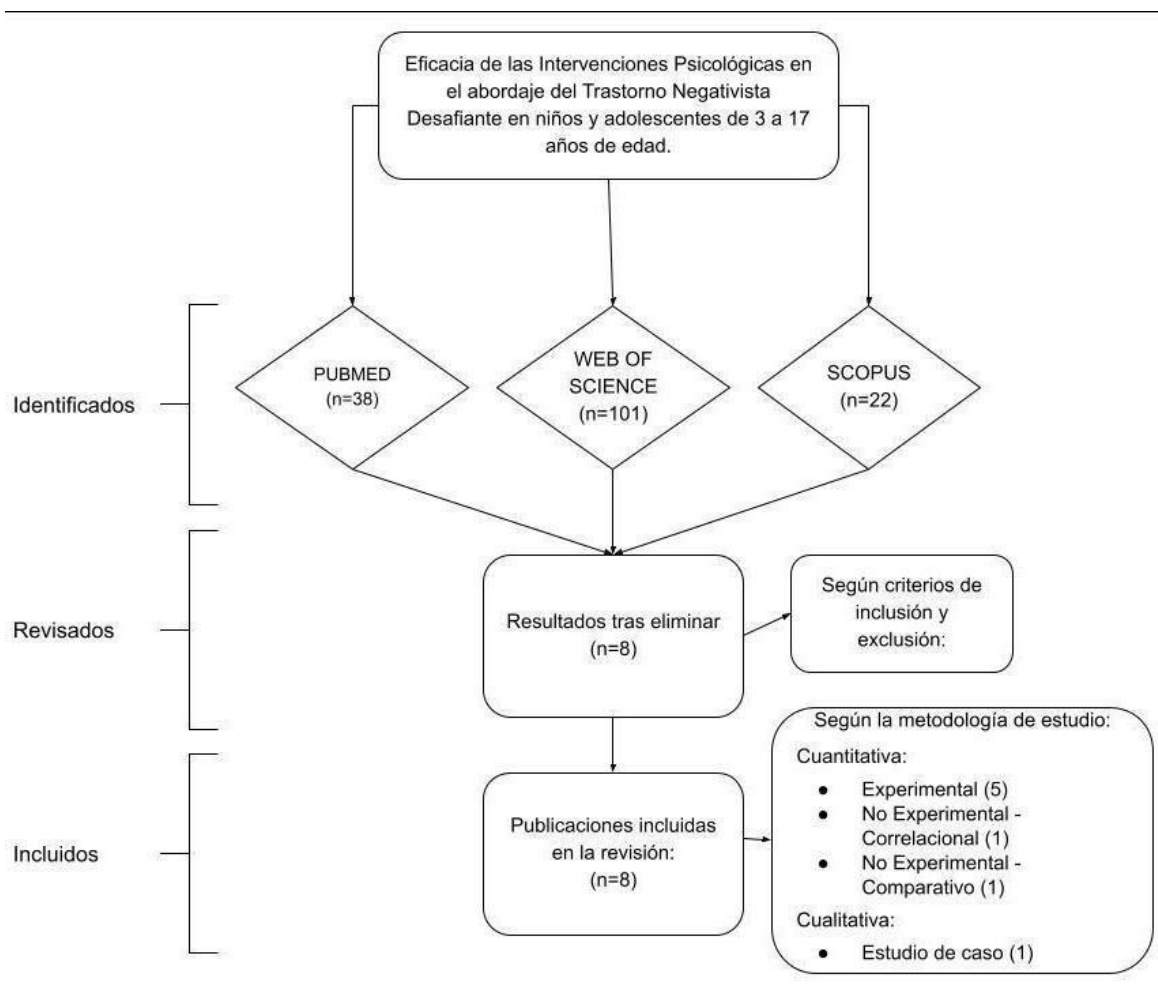 Eficacia de las Intervenciones Psicológicas en
el abordaje del Trastorno Negativista
Desafiante en niños y adolescentes de 3 a 17
años de edad.
Identificados
PUBMED
(n=38)
WEB OF
SCIENCE
(n=101)
SCOPUS
(n=22)
Revisados
Resultados tras eliminar
(n=8)
Según criterios de
inclusión y
exclusión:
Incluidos
Publicaciones incluidas
en la revisión:
(n=8)
Según la metodología de estudio:
Cuantitativa:
● Experimental (5)
● No Experimental -
Correlacional (1)
● No Experimental -
Comparativo (1)
Cualitativa:
● Estudio de caso (1)